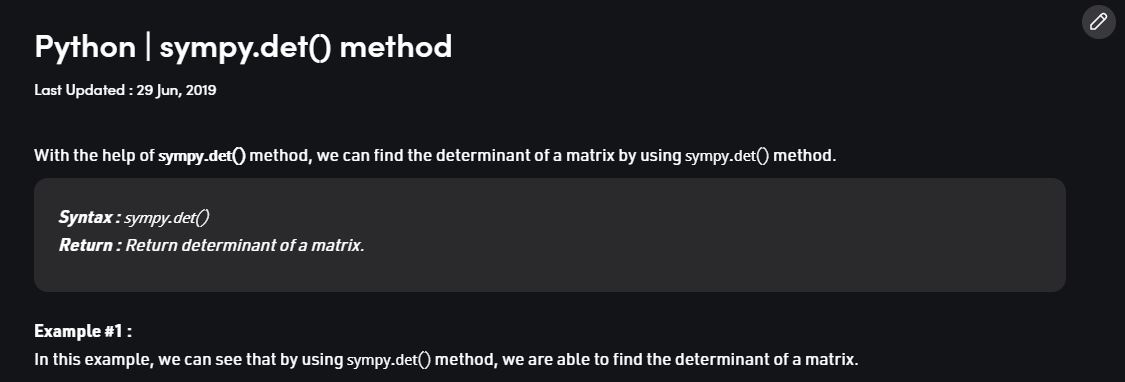 Python | sympy.det() method
Last Updated : 29 Jun, 2019
With the help of sympy.det() method, we can find the determinant of a matrix by using sympy.det() method.
Syntax : sympy.det()
Return : Return determinant of a matrix.
Example #1 :
In this example, we can see that by using sympy.det() method, we are able to find the determinant of a matrix.